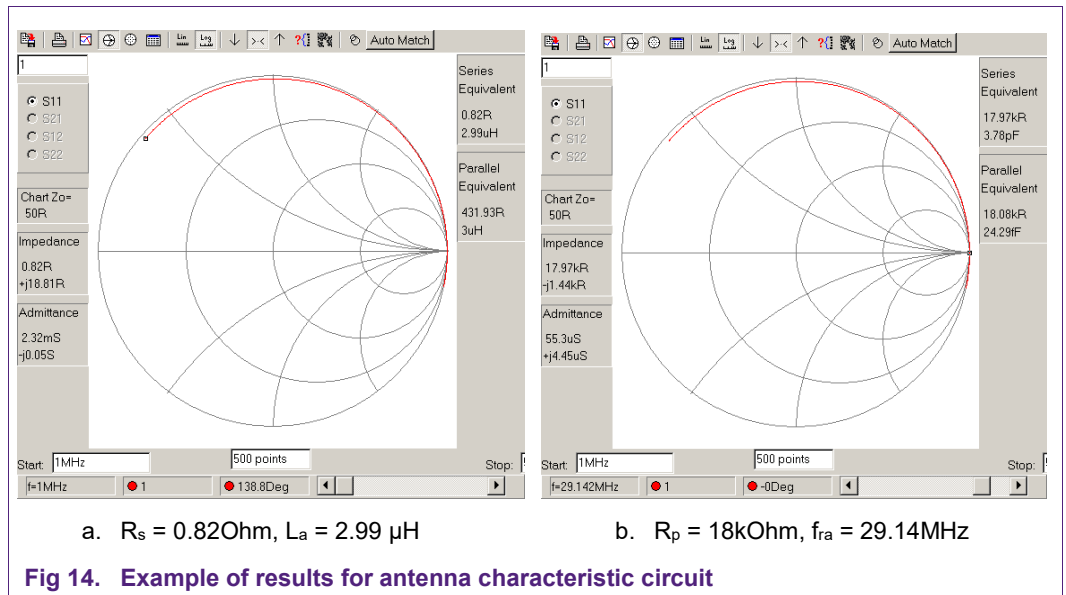 Lin
Log
?{}
Auto Match
1
S11
S21
S12
S22
Chart Zo=
50R
Impedance
0.82R
+j18.81R
Admittance
2.32mS
-j0.05S
Series
Equivalent
0.82R
2.99uH
Parallel
Equivalent
431.93R
3uH
Start: 1MHz
500 points
Stop:
f=1MHz
1
138.8Deg
Lin
Log
?{}
Auto Match
1
S11
S21
S12
S22
Chart Zo=
50R
Impedance
17.97kR
-j1.44kR
Admittance
55.3uS
+j4.45uS
Series
Equivalent
17.97kR
3.78pF
Parallel
Equivalent
18.08kR
24.29fF
Start: 1MHz
500 points
Stop:
f=29.142MHz
1
-0Deg
a. Rs = 0.82Ohm, La = 2.99 µH
b. Rp = 18kOhm, fra = 29.14MHz
Fig 14. Example of results for antenna characteristic circuit